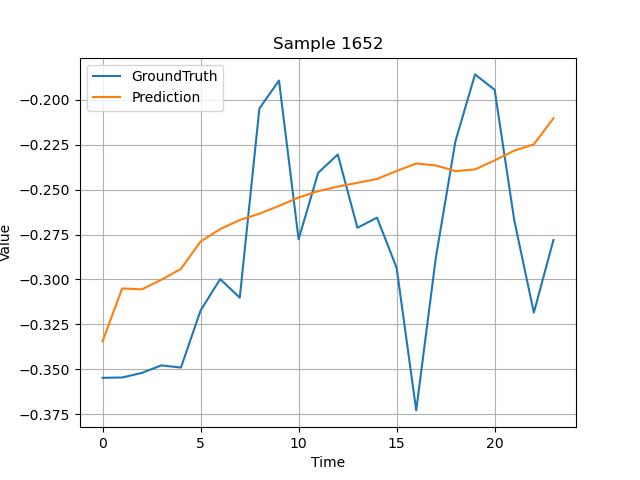 Sample 1652
GroundTruth
Prediction
−0.200
−0.225
−0.250
−0.275
−0.300
−0.325
−0.350
−0.375
Value
0 5 10 15 20
Time